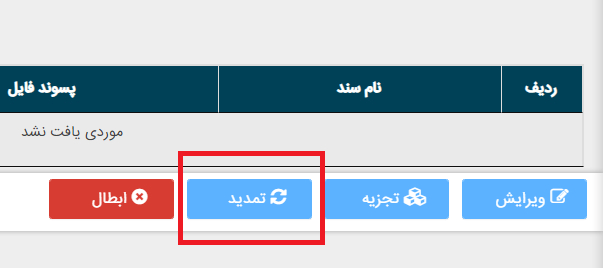 ردیف نام سند پسوند فایل
موردی یافت نشد
ویرایش تجزیه تمدید ابطال